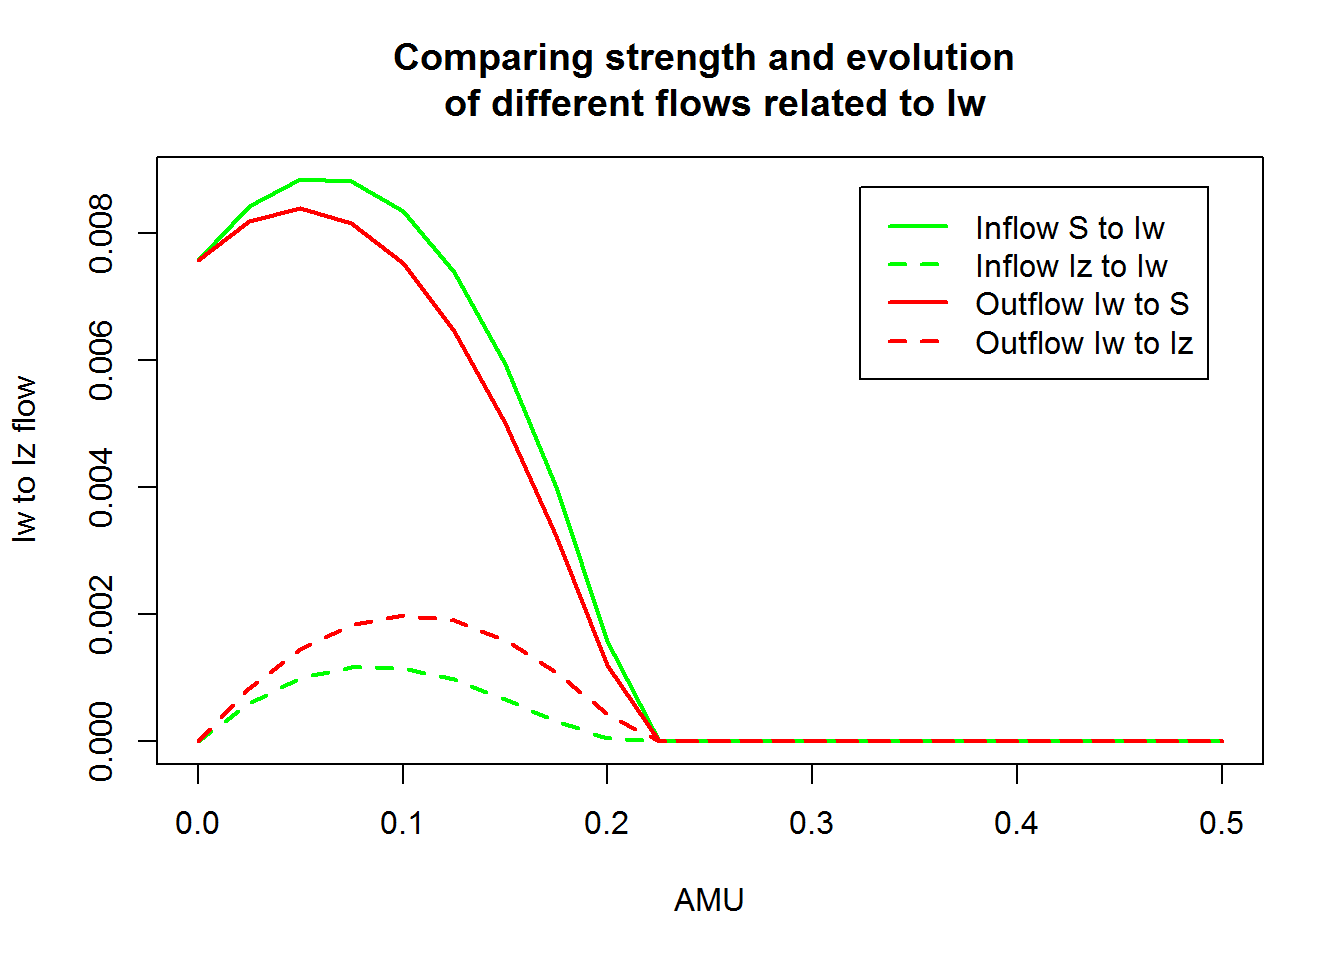 Comparing strength and evolution
of different flows related to Iw
Inflow S to Iw
Inflow Iz to Iw
Outflow Iw to S
Outflow Iw to Iz
Iw to Iz flow
0.008
0.006
0.004
0.002
0.000
0.0 0.1 0.2 0.3 0.4 0.5
AMU